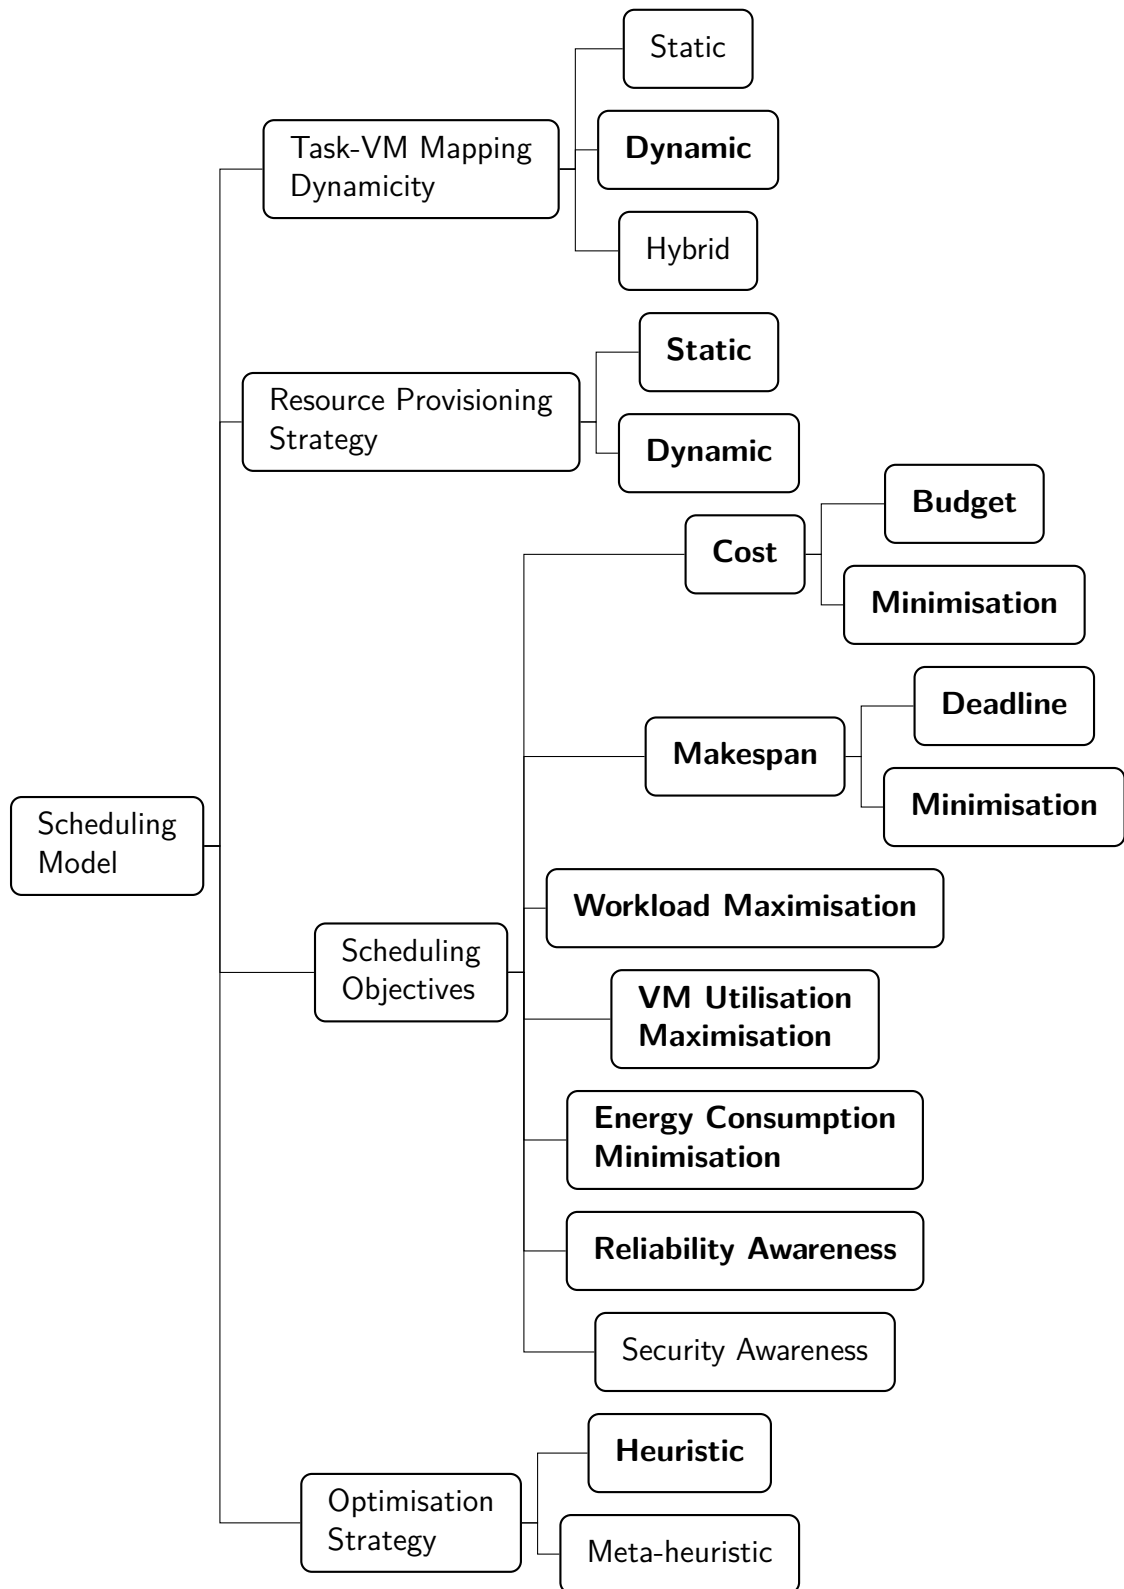 Static
Task-VM Mapping
Dynamicity
Dynamic
Hybrid
Static
Resource Provisioning
Strategy
Dynamic
Budget
Cost
Minimisation
Deadline
Makespan
Minimisation
Scheduling
Model
Workload Maximisation
Scheduling
Objectives
VM Utilisation
Maximisation
Energy Consumption
Minimisation
Reliability Awareness
Security Awareness
Heuristic
Optimisation
Strategy
Meta-heuristic